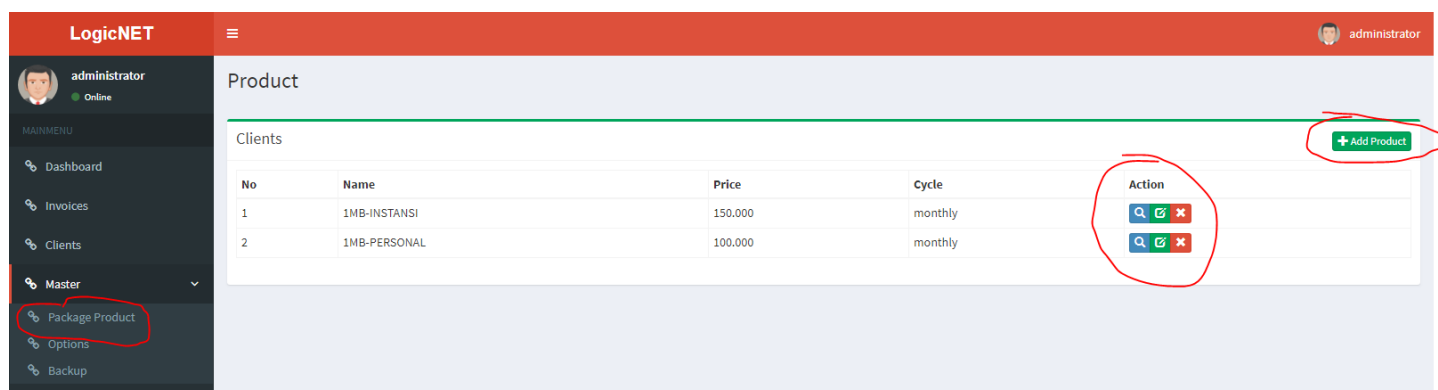 LogicNET
administrator
administrator
Online
Product
MAINMENU
Dashboard
Invoices
Clients
Master
Package Product
Options
Backup
Clients
Add Product
No Name Price Cycle Action
1 1MB-INSTANSI 150.000 monthly
2 1MB-PERSONAL 100.000 monthly